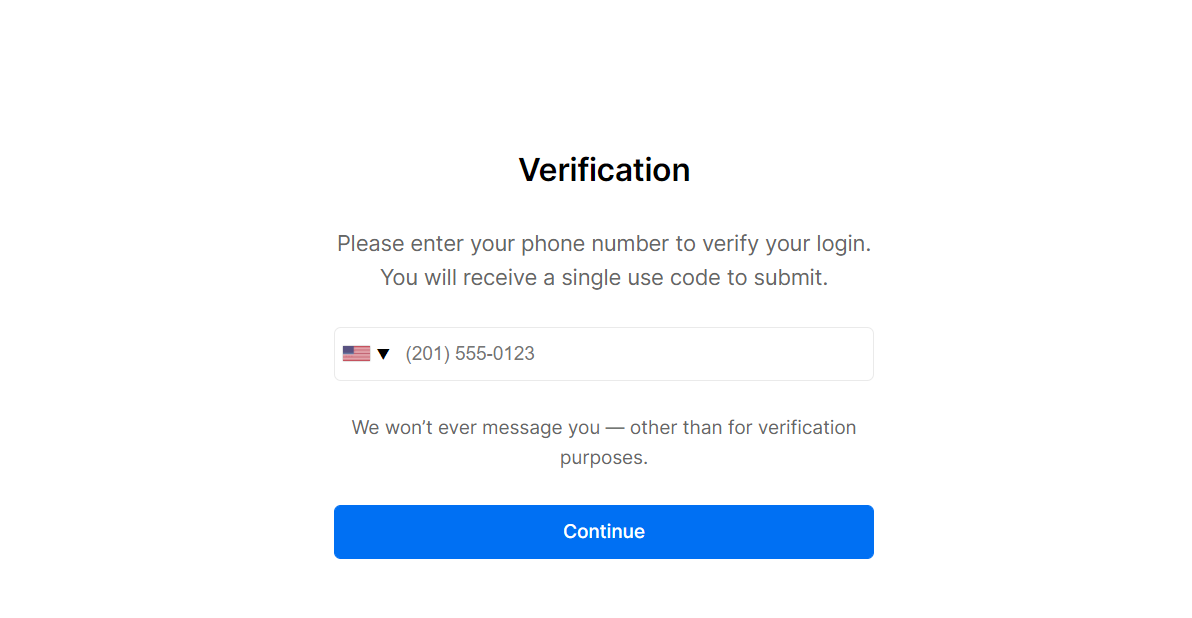 Verification
Please enter your phone number to verify your login.
You will receive a single use code to submit.
(201) 555-0123
We won’t ever message you — other than for verification
purposes.
Continue